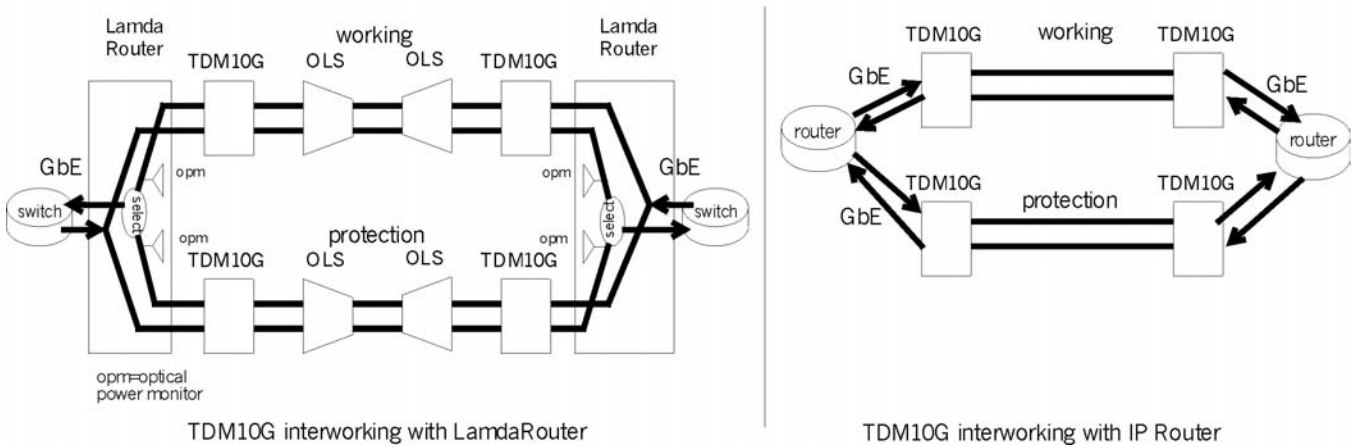 Lamda
Router
working
Lamda
Router
TDM10G
OLS
OLS
TDM10G
GbE
opm
opm
GbE
switch
select
select
switch
opm
opm
protection
TDM10G
OLS
OLS
TDM10G
opm=optical
power monitor
TDM10G interworking with LamdaRouter
TDM10G
working
TDM10G
GbE
GbE
router
router
TDM10G
TDM10G
GbE
protection
TDM10G interworking with IP Router